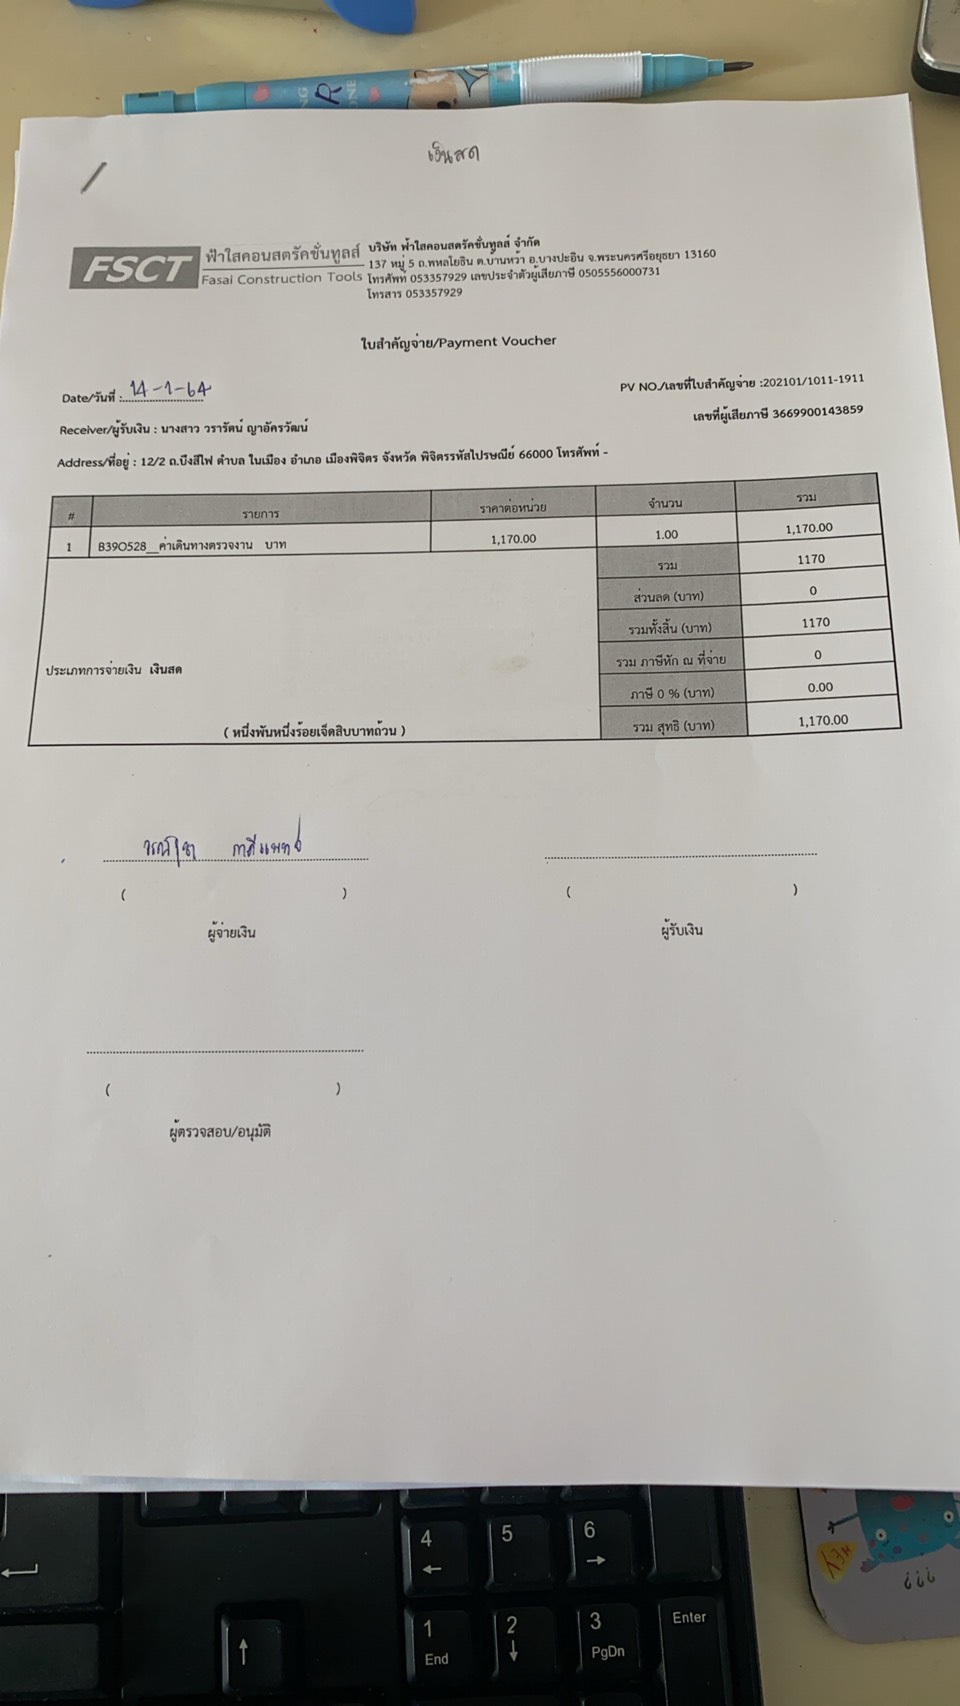 เงินสด
FSCT
ฟ้าใสคอนสตรัคชั่นทูลส์
Fasai Construction Tools
บริษัท ฟ้าใสคอนสตรัคชั่นทูลส์ จำกัด
137 หมู่ 5 ถ.พหลโยธิน ต.บ้านหว้า อ.บางปะอิน จ.พระนครศรีอยุธยา 13160
โทรศัพท์ 053357929 เลขประจำตัวผู้เสียภาษี 0505556000731
โทรสาร 053357929
ใบสำคัญจ่าย/Payment Voucher
Date/วันที่ : 14-1-64
PV NO./เลขที่ใบสำคัญจ่าย :202101/1011-1911
Receiver/ผู้รับเงิน : นางสาว วรารัตน์ ญาอัครวัฒน์
เลขที่ผู้เสียภาษี 3669900143859
Address/ที่อยู่ : 12/2 ถ.บึงสีไฟ ตำบล ในเมือง อำเภอ เมืองพิจิตร จังหวัด พิจิตรรหัสไปรษณีย์ 66000 โทรศัพท์ -
# รายการ ราคาต่อหน่วย จำนวน รวม
1 B39O528__ค่าเดินทางตรวจงาน บาท 1,170.00 1.00 1,170.00
รวม 1170
ส่วนลด (บาท) 0
รวมทั้งสิ้น (บาท) 1170
ประเภทการจ่ายเงิน เงินสด
รวม ภาษีหัก ณ ที่จ่าย 0
ภาษี 0 % (บาท) 0.00
( หนึ่งพันหนึ่งร้อยเจ็ดสิบบาทถ้วน )
รวม สุทธิ (บาท) 1,170.00
( )
( )
ผู้จ่ายเงิน
ผู้รับเงิน
( )
ผู้ตรวจสอบ/อนุมัติ
4 5 6
1 2 3 Enter
End PgDn
HEY
???